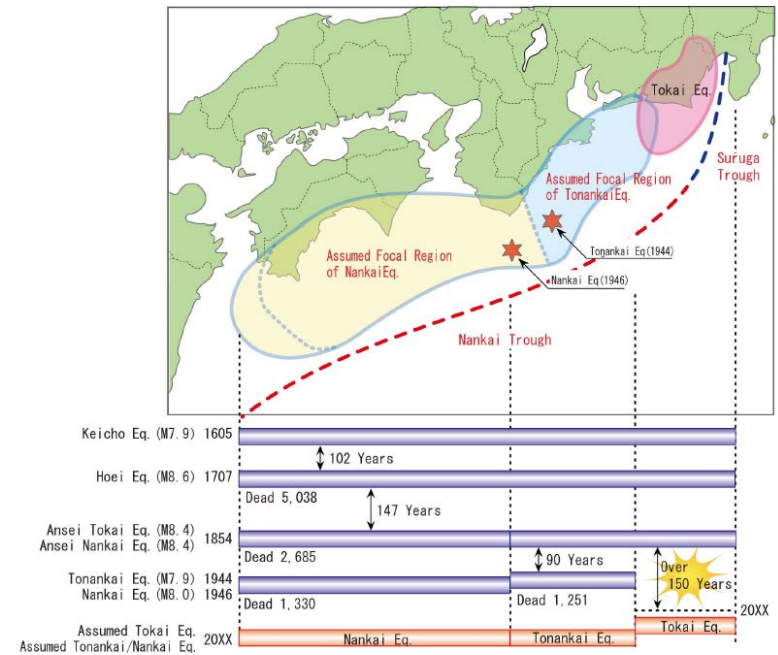 Tokai Eq.
Suruga
Trough
Assumed Focal Region
of TonankaiEq.
Assumed Focal Region
of NankaiEq.
Tonankai Eq(1944)
Nankai Eq(1946)
Nankai Trough
Keicho Eq. (M7.9) 1605
102 Years
Hoei Eq. (M8.6) 1707
Dead 5,038
147 Years
Ansei Tokai Eq. (M8.4)
Ansei Nankai Eq. (M8.4)
1854
Dead 2,685
90 Years
Over
150 Years
Tonankai Eq. (M7.9) 1944
Nankai Eq. (M8.0) 1946
Dead 1,330
Dead 1,251
20XX
Assumed Tokai Eq.
Assumed Tonankai/Nankai Eq.
20XX
Nankai Eq.
Tonankai Eq.
Tokai Eq.